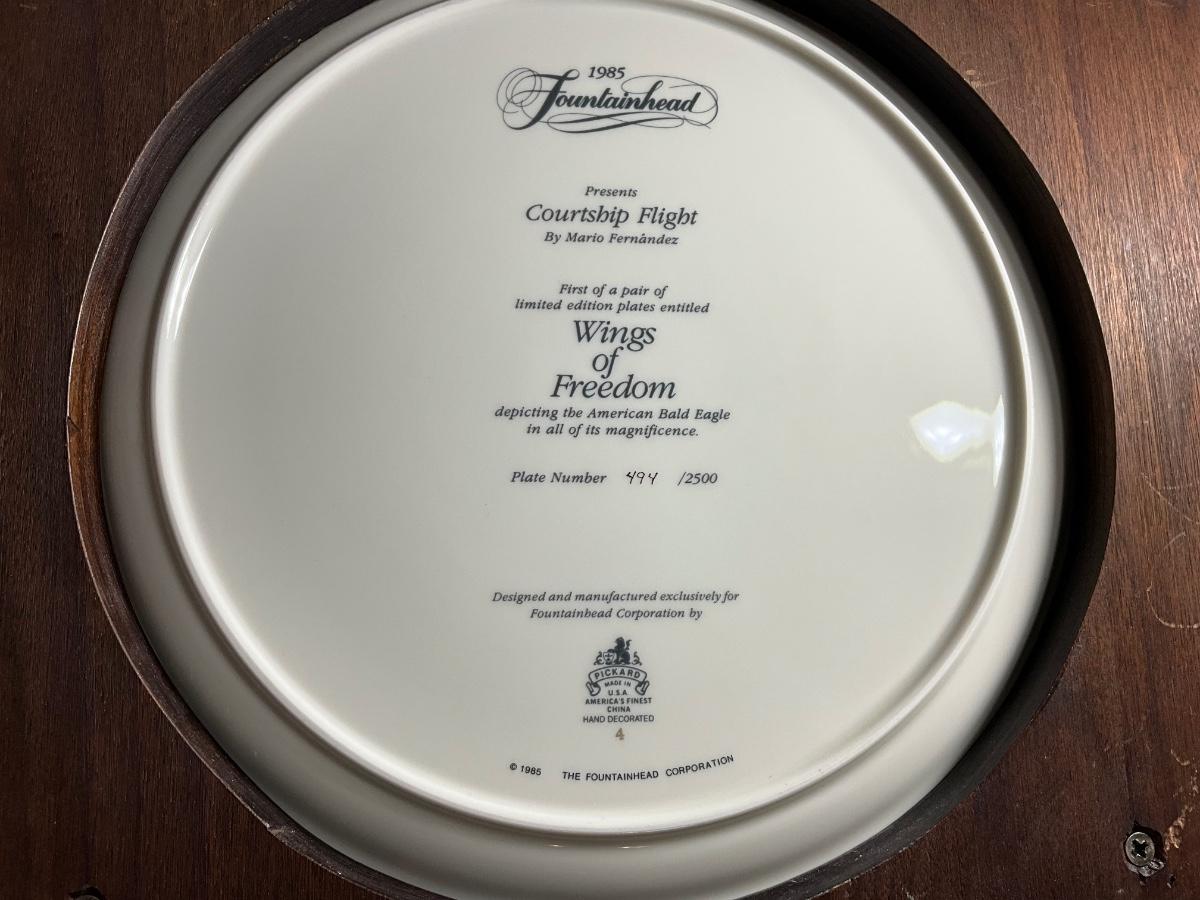 1985
Fountainhead
Presents
Courtship Flight
By Mario Fernàndez
First of a pair of
limited edition plates entitled
Wings
of
Freedom
depicting the American Bald Eagle
in all of its magnificence.
Plate Number 494 /2500
Designed and manufactured exclusively for
Fountainhead Corporation by
PICKARD
MADE IN
U.S.A
AMERICA'S FINEST
CHINA
HAND DECORATED
4
© 1985 THE FOUNTAINHEAD CORPORATION